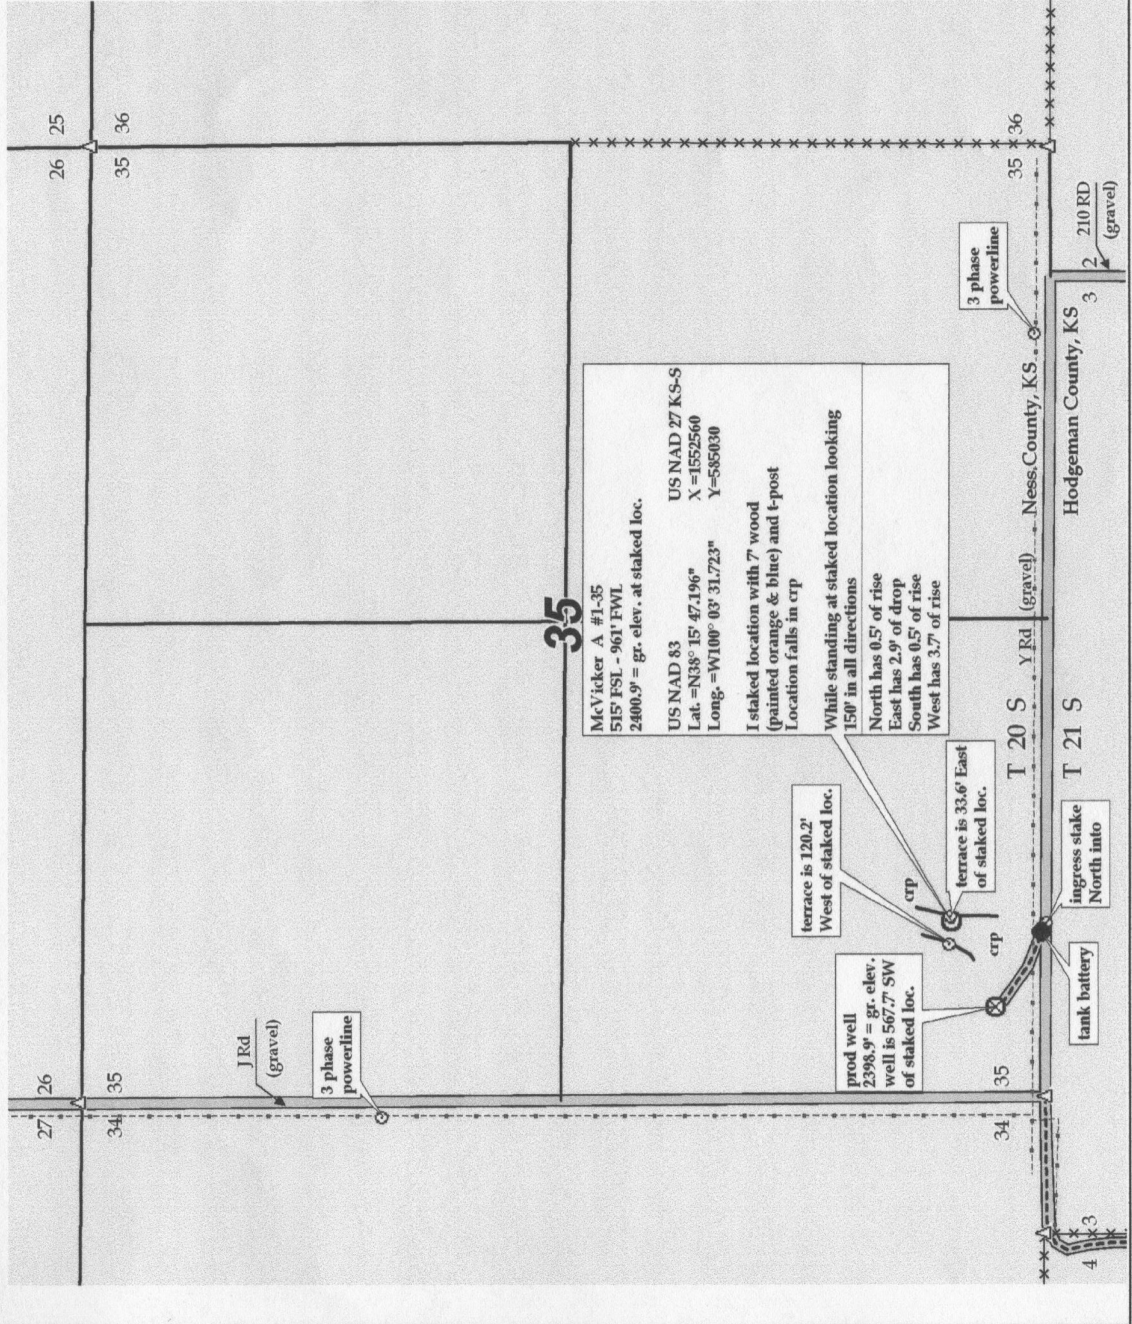 26
25
35
36
27
26
34
35
J Rd
(gravel)
3 phase
powerline
35
McVicker A #1-35
515' FSL - 961' FWL
2400.9' = gr. elev. at staked loc.
US NAD 83
US NAD 27 KS-S
Lat. =N38° 15' 47.196"
X =1552560
Long. =W100° 03' 31.723"
Y=585030
I staked location with 7' wood
(painted orange & blue) and t-post
Location falls in crp
While standing at staked location looking
150' in all directions
North has 0.5' of rise
East has 2.9' of drop
South has 0.5' of rise
West has 3.7' of rise
terrace is 120.2'
West of staked loc.
crp
terrace is 33.6' East
of staked loc.
crp
prod well
2398.9' = gr. elev.
well is 567.7' SW
of staked loc.
3 phase
powerline
34
35
35
36
T 20 S
Y Rd (gravel)
Ness County, KS
T 21 S
Hodgeman County, KS
tank battery
ingress stake
North into
4
3
3
2
210 RD
(gravel)